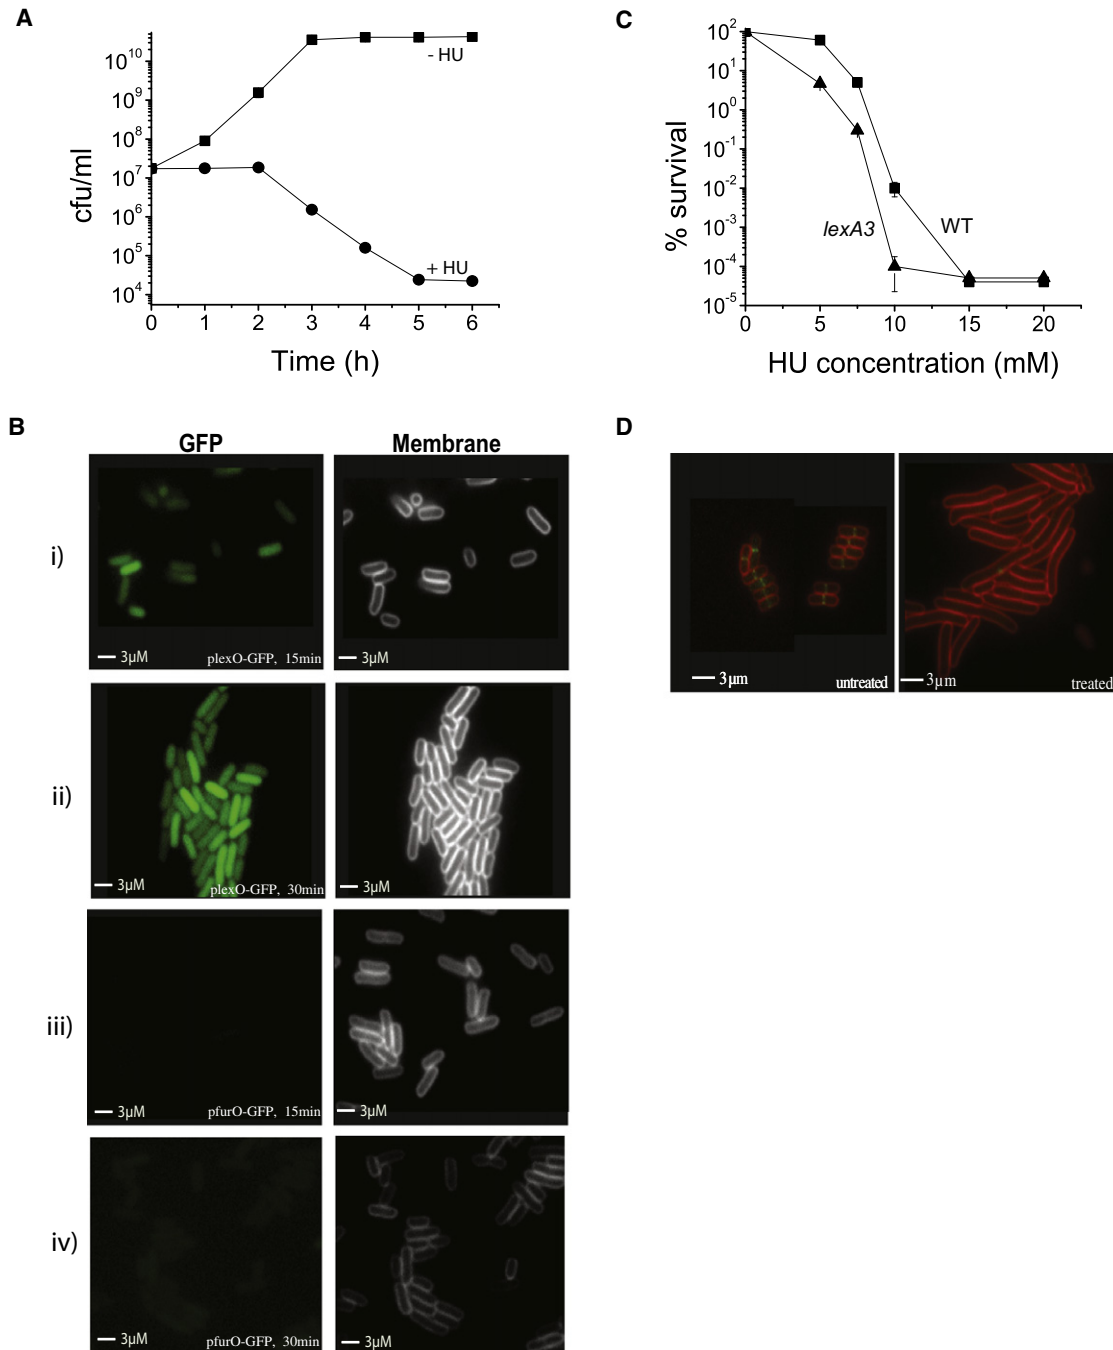 A
cfu/ml
10^10
10^9
10^8
10^7
10^6
10^5
10^4
0 1 2 3 4 5 6
Time (h)
- HU
+ HU
C
% survival
10^2
10^1
10^0
10^-1
10^-2
10^-3
10^-4
10^-5
0 5 10 15 20
HU concentration (mM)
lexA3
WT
B
GFP Membrane
i)
3µM
plexO-GFP, 15min
3µM
ii)
3µM
plexO-GFP, 30min
3µM
iii)
3µM
pfurO-GFP, 15min
3µM
iv)
3µM
pfurO-GFP, 30min
3µM
D
3µm
untreated
3µm
treated